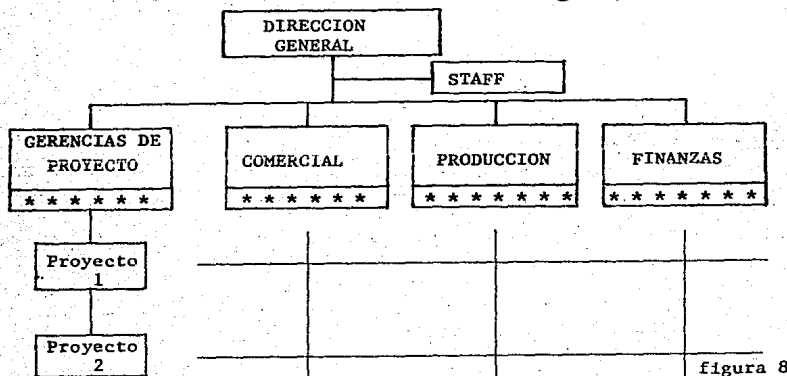 DIRECCION
GENERAL
STAFF
GERENCIAS DE
PROYECTO
* * * * * *
COMERCIAL
* * * * * *
PRODUCCION
* * * * * * *
FINANZAS
* * * * * * *
Proyecto
1
Proyecto
2
figura 8